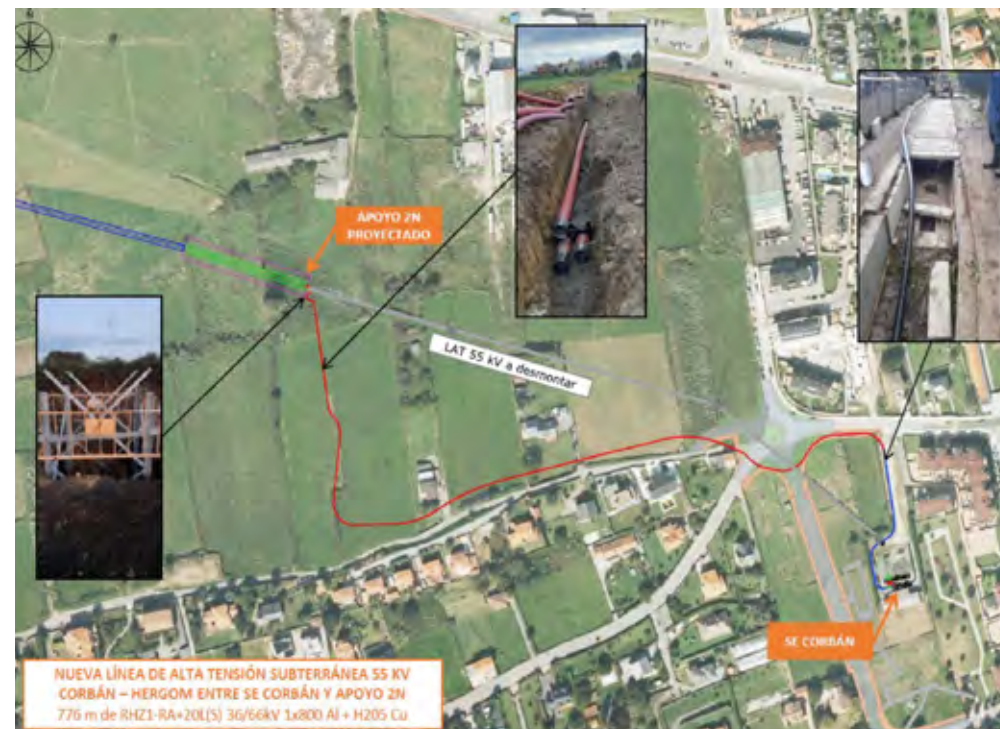 APOYO 2N
PROYECTADO
LAT 55 kV a desmontar
SE CORBÁN
NUEVA LÍNEA DE ALTA TENSIÓN SUBTERRÁNEA 55 KV
CORBÁN – HERGOM ENTRE SE CORBÁN Y APOYO 2N
776 m de RHZ1-RA+20L(S) 36/66kV 1x800 Al + H205 Cu